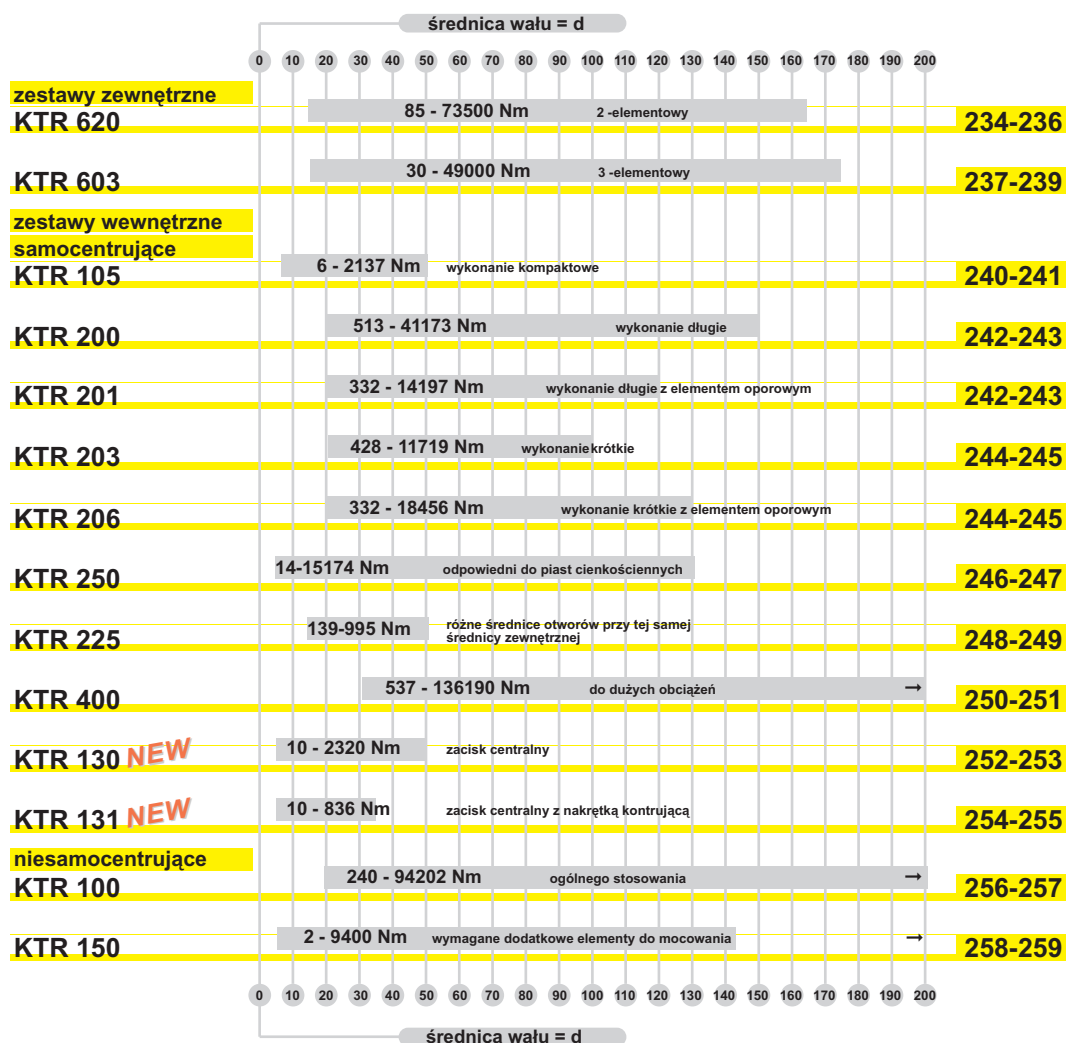 średnica wału = d
0 10 20 30 40 50 60 70 80 90 100 110 120 130 140 150 160 170 180 190 200
zestawy zewnętrzne
KTR 620 85 - 73500 Nm 2 -elementowy 234-236
KTR 603 30 - 49000 Nm 3 -elementowy 237-239
zestawy wewnętrzne
samocentrujące
KTR 105 6 - 2137 Nm wykonanie kompaktowe 240-241
KTR 200 513 - 41173 Nm wykonanie długie 242-243
KTR 201 332 - 14197 Nm wykonanie długie z elementem oporowym 242-243
KTR 203 428 - 11719 Nm wykonanie krótkie 244-245
KTR 206 332 - 18456 Nm wykonanie krótkie z elementem oporowym 244-245
KTR 250 14-15174 Nm odpowiedni do piast cienkościennych 246-247
KTR 225 139-995 Nm różne średnice otworów przy tej samej
średnicy zewnętrznej 248-249
KTR 400 537 - 136190 Nm do dużych obciążeń → 250-251
KTR 130 NEW 10 - 2320 Nm zacisk centralny 252-253
KTR 131 NEW 10 - 836 Nm zacisk centralny z nakrętką kontrującą 254-255
niesamocentrujące
KTR 100 240 - 94202 Nm ogólnego stosowania → 256-257
KTR 150 2 - 9400 Nm wymagane dodatkowe elementy do mocowania → 258-259
0 10 20 30 40 50 60 70 80 90 100 110 120 130 140 150 160 170 180 190 200
średnica wału = d